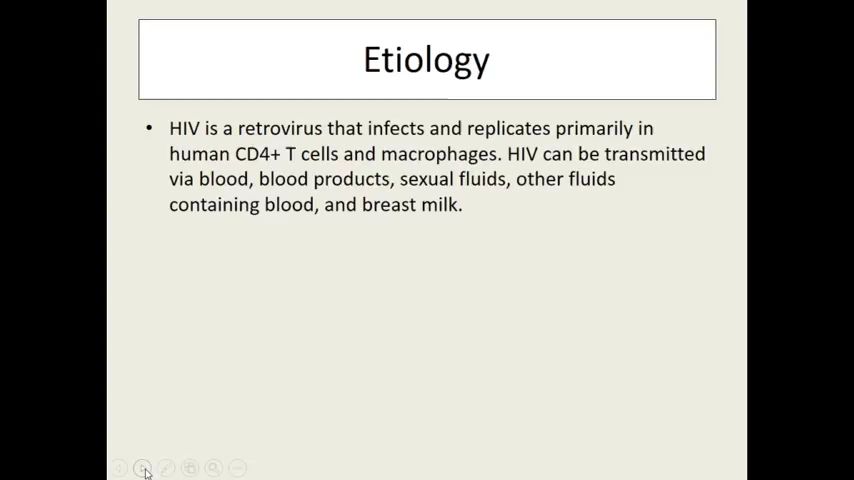 Etiology
• HIV is a retrovirus that infects and replicates primarily in
human CD4+ T cells and macrophages. HIV can be transmitted
via blood, blood products, sexual fluids, other fluids
containing blood, and breast milk.